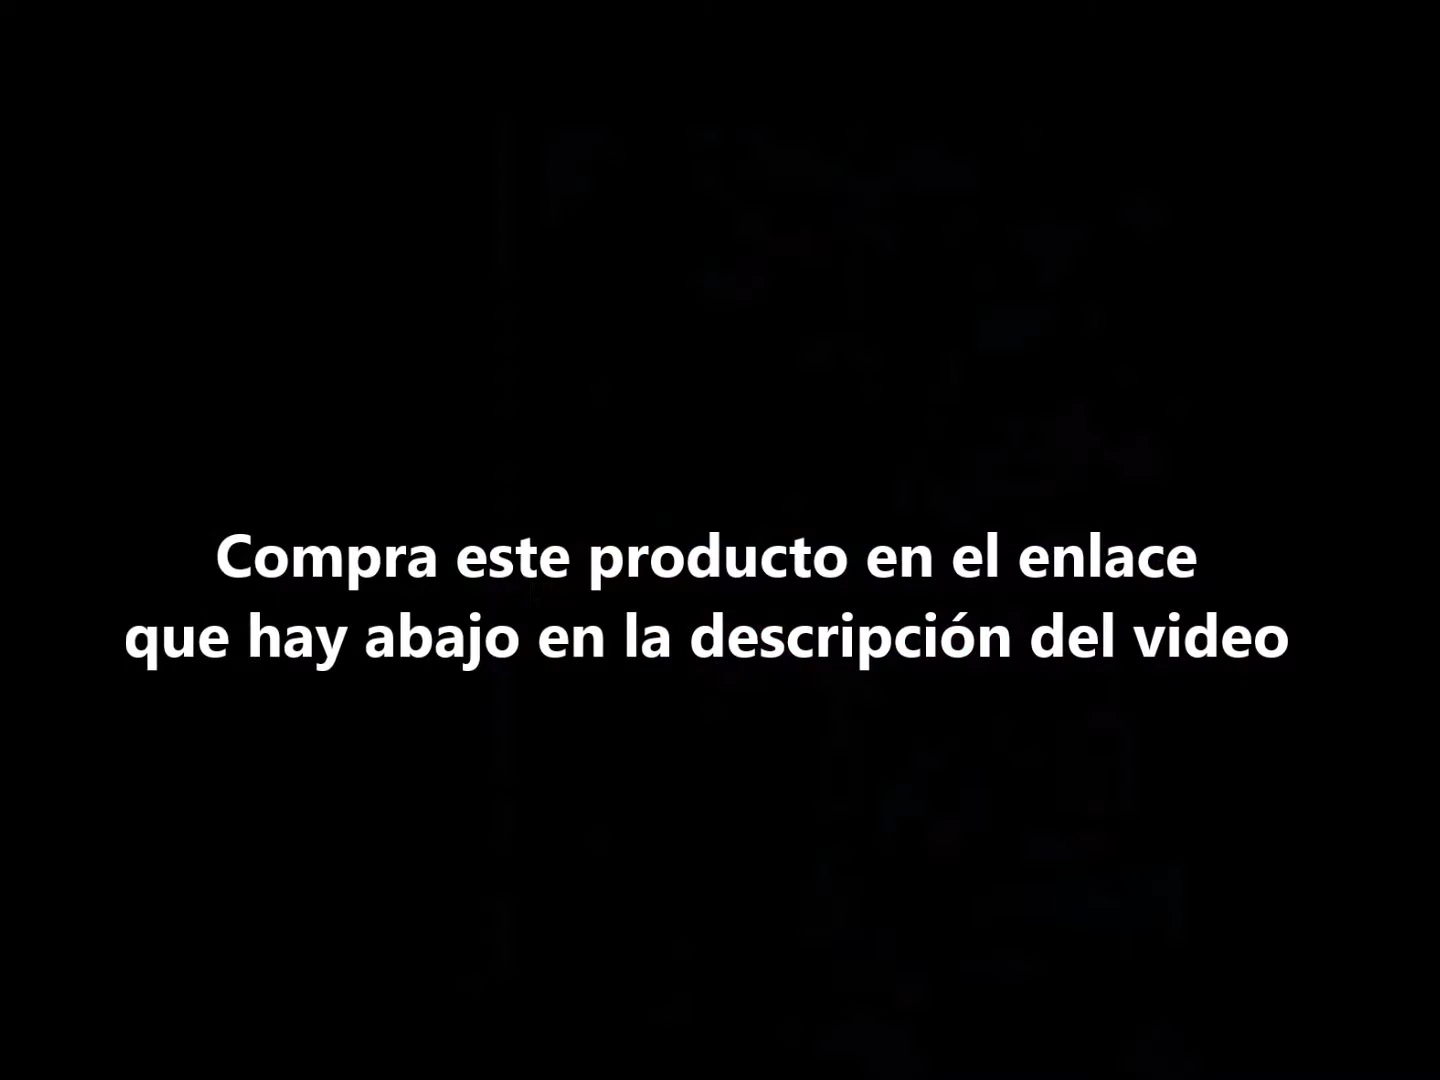 Compra este producto en el enlace
que hay abajo en la descripción del video